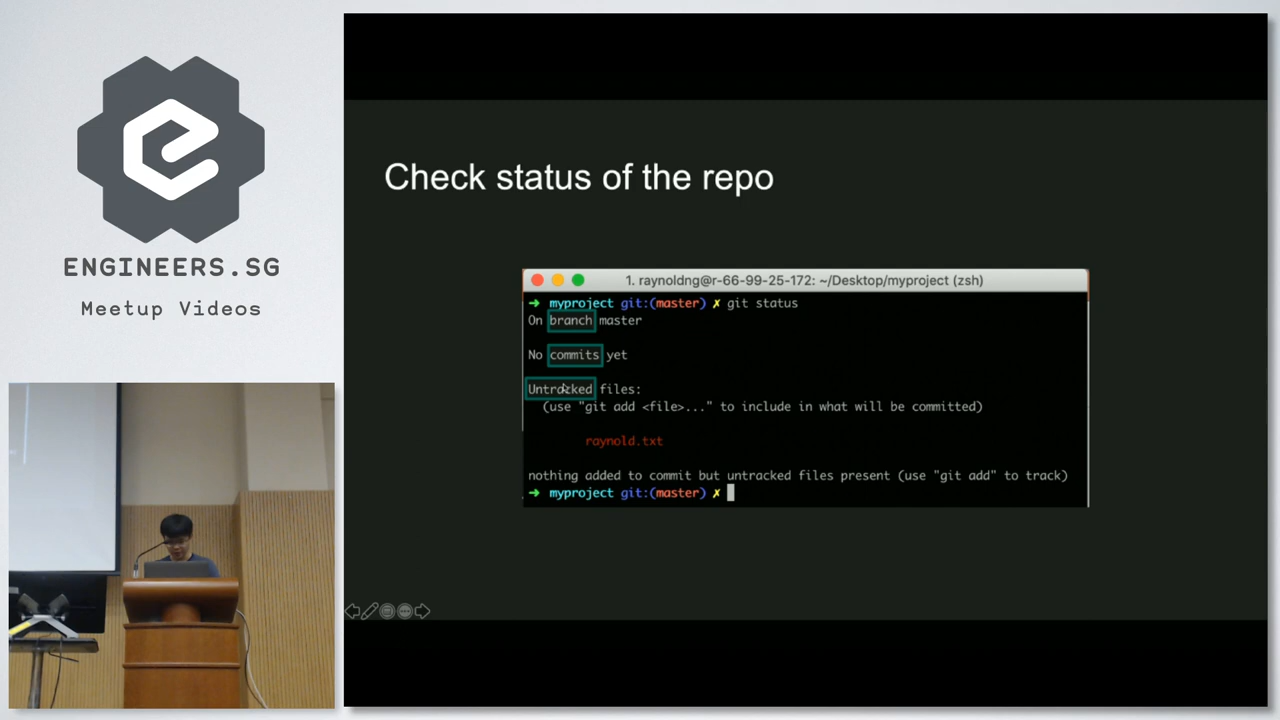 ENGINEERS.SG
Meetup Videos
Check status of the repo
1. raynoldng@r-66-99-25-172: ~/Desktop/myproject (zsh)
➜ myproject git:(master) ✗ git status
On branch master
No commits yet
Untracked files:
(use "git add <file>..." to include in what will be committed)
raynold.txt
nothing added to commit but untracked files present (use "git add" to track)
➜ myproject git:(master) ✗